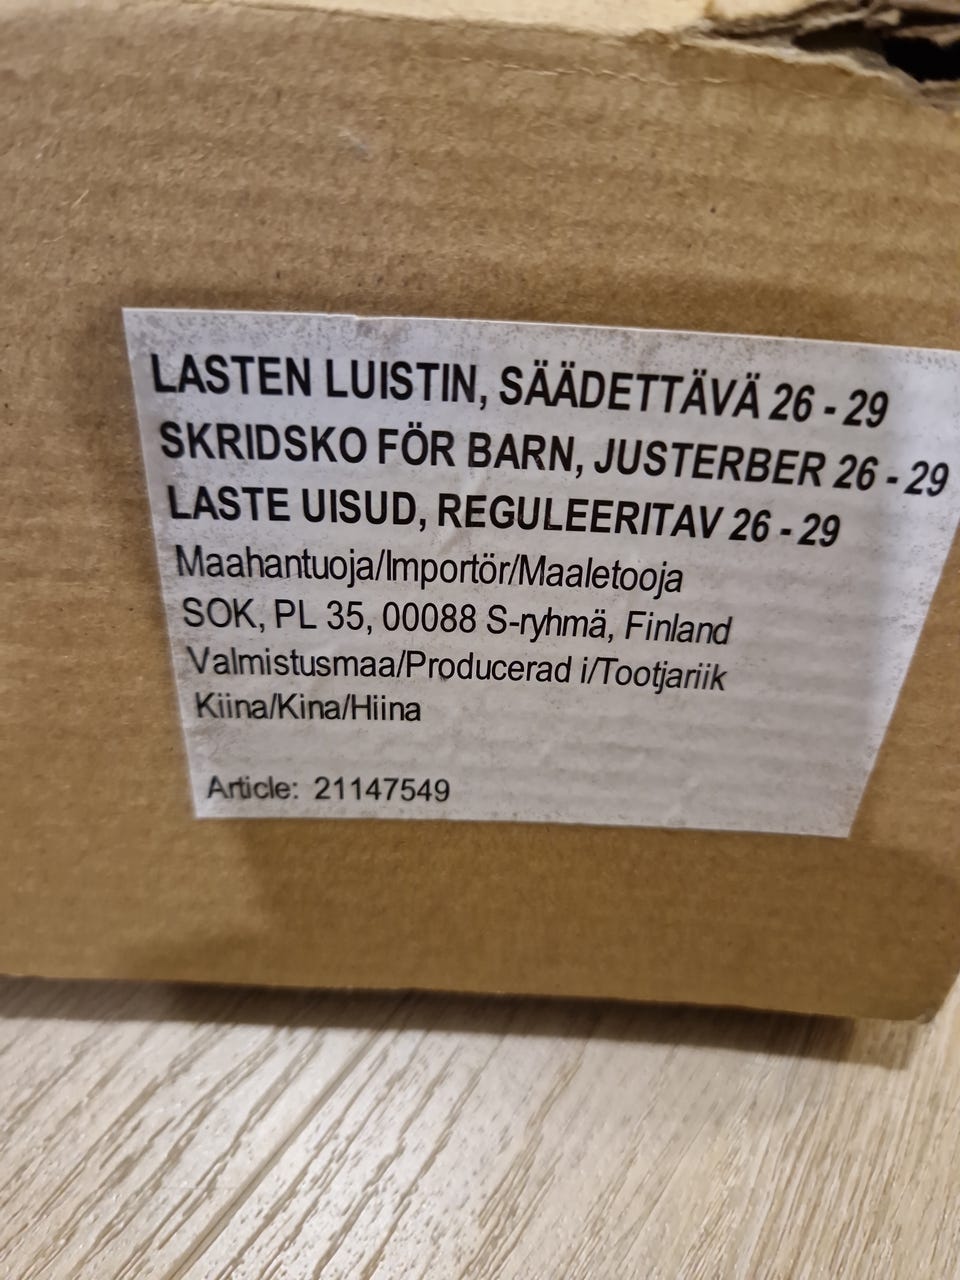 LASTEN LUISTIN, SÄÄDETTÄVÄ 26 - 29
SKRIDSKO FÖR BARN, JUSTERBER 26 - 29
LASTE UISUD, REGULEERITAV 26 - 29
Maahantuoja/Importör/Maaletooja
SOK, PL 35, 00088 S-ryhmä, Finland
Valmistusmaa/Producerad i/Tootjariik
Kiina/Kina/Hiina
Article: 21147549